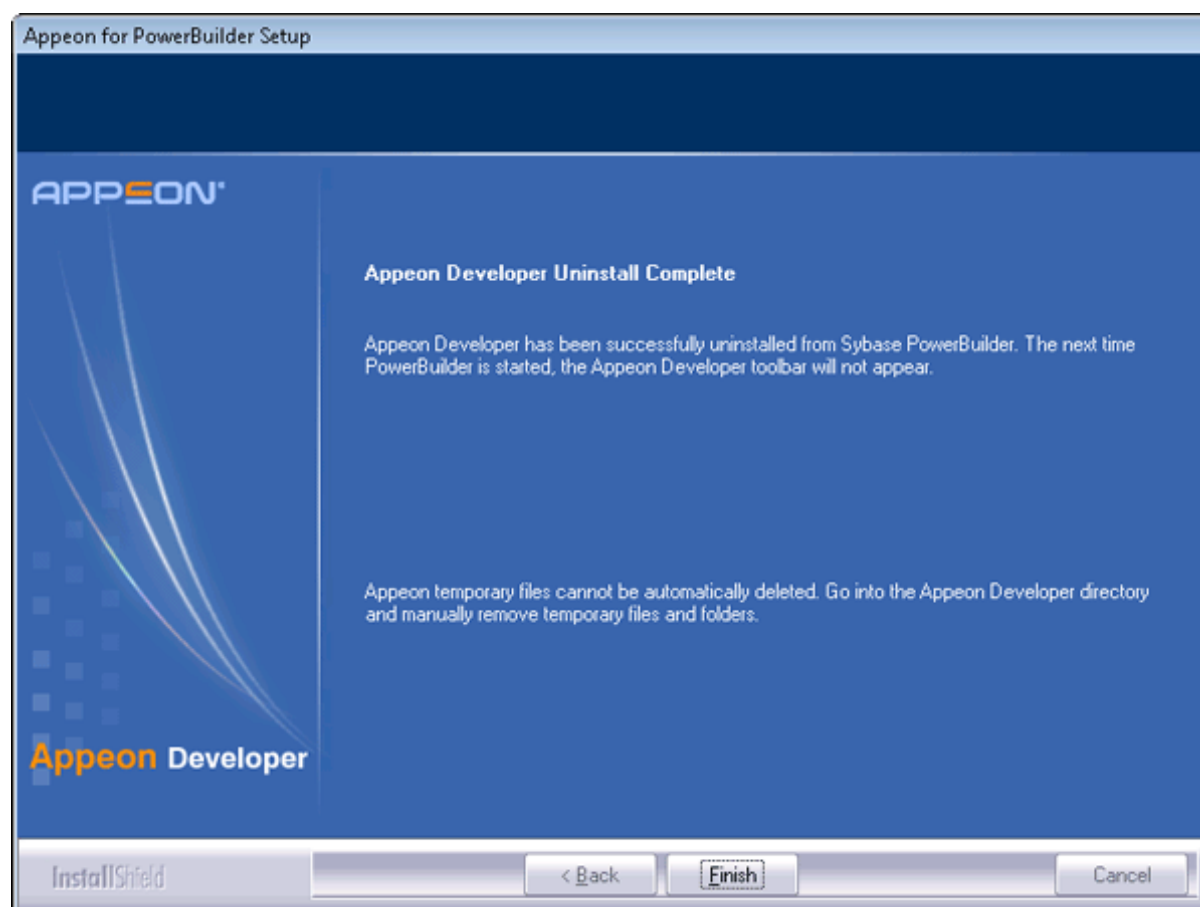 Appeon for PowerBuilder Setup
APPEON
Appeon Developer Uninstall Complete
Appeon Developer has been successfully uninstalled from Sybase PowerBuilder. The next time
PowerBuilder is started, the Appeon Developer toolbar will not appear.
Appeon temporary files cannot be automatically deleted. Go into the Appeon Developer directory
and manually remove temporary files and folders.
Appeon Developer
InstallShield
< Back
Finish
Cancel